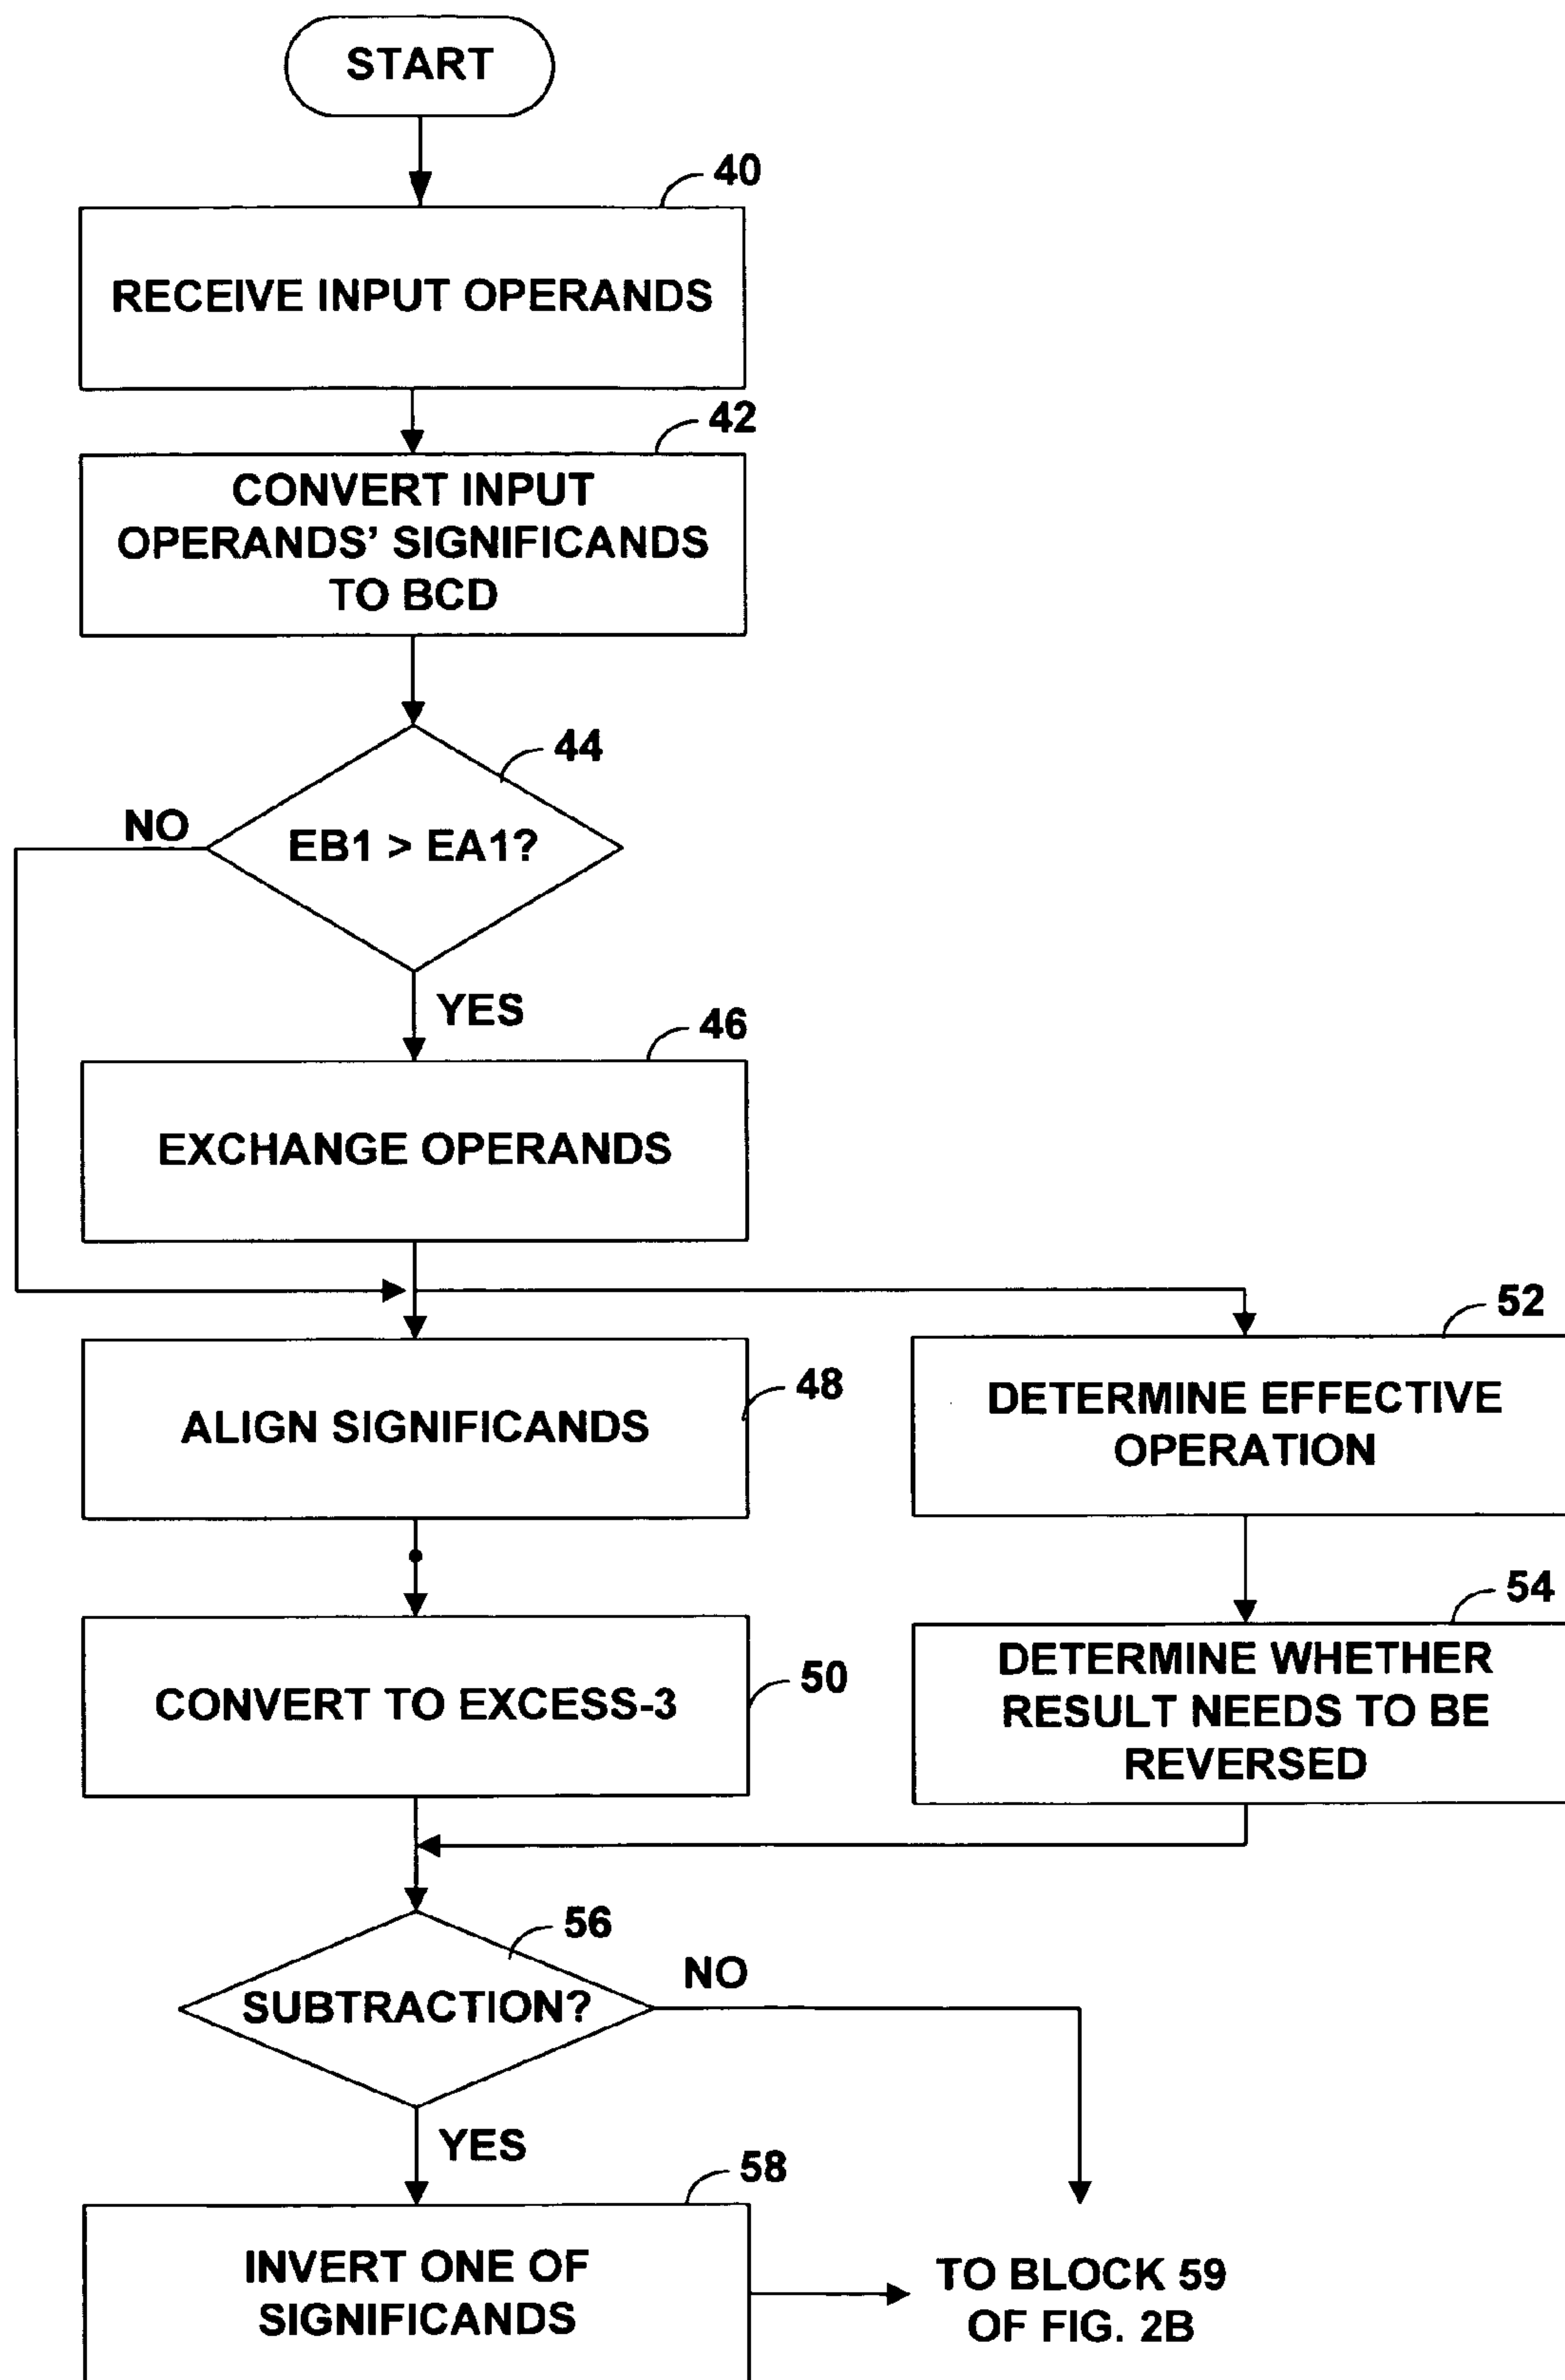 START
40
RECEIVE INPUT OPERANDS
42
CONVERT INPUT
OPERANDS’ SIGNIFICANDS
TO BCD
44
NO
EB1 > EA1?
YES
46
EXCHANGE OPERANDS
52
48
ALIGN SIGNIFICANDS
DETERMINE EFFECTIVE
OPERATION
54
50
CONVERT TO EXCESS-3
DETERMINE WHETHER
RESULT NEEDS TO BE
REVERSED
56
NO
SUBTRACTION?
YES
58
INVERT ONE OF
SIGNIFICANDS
TO BLOCK 59
OF FIG. 2B